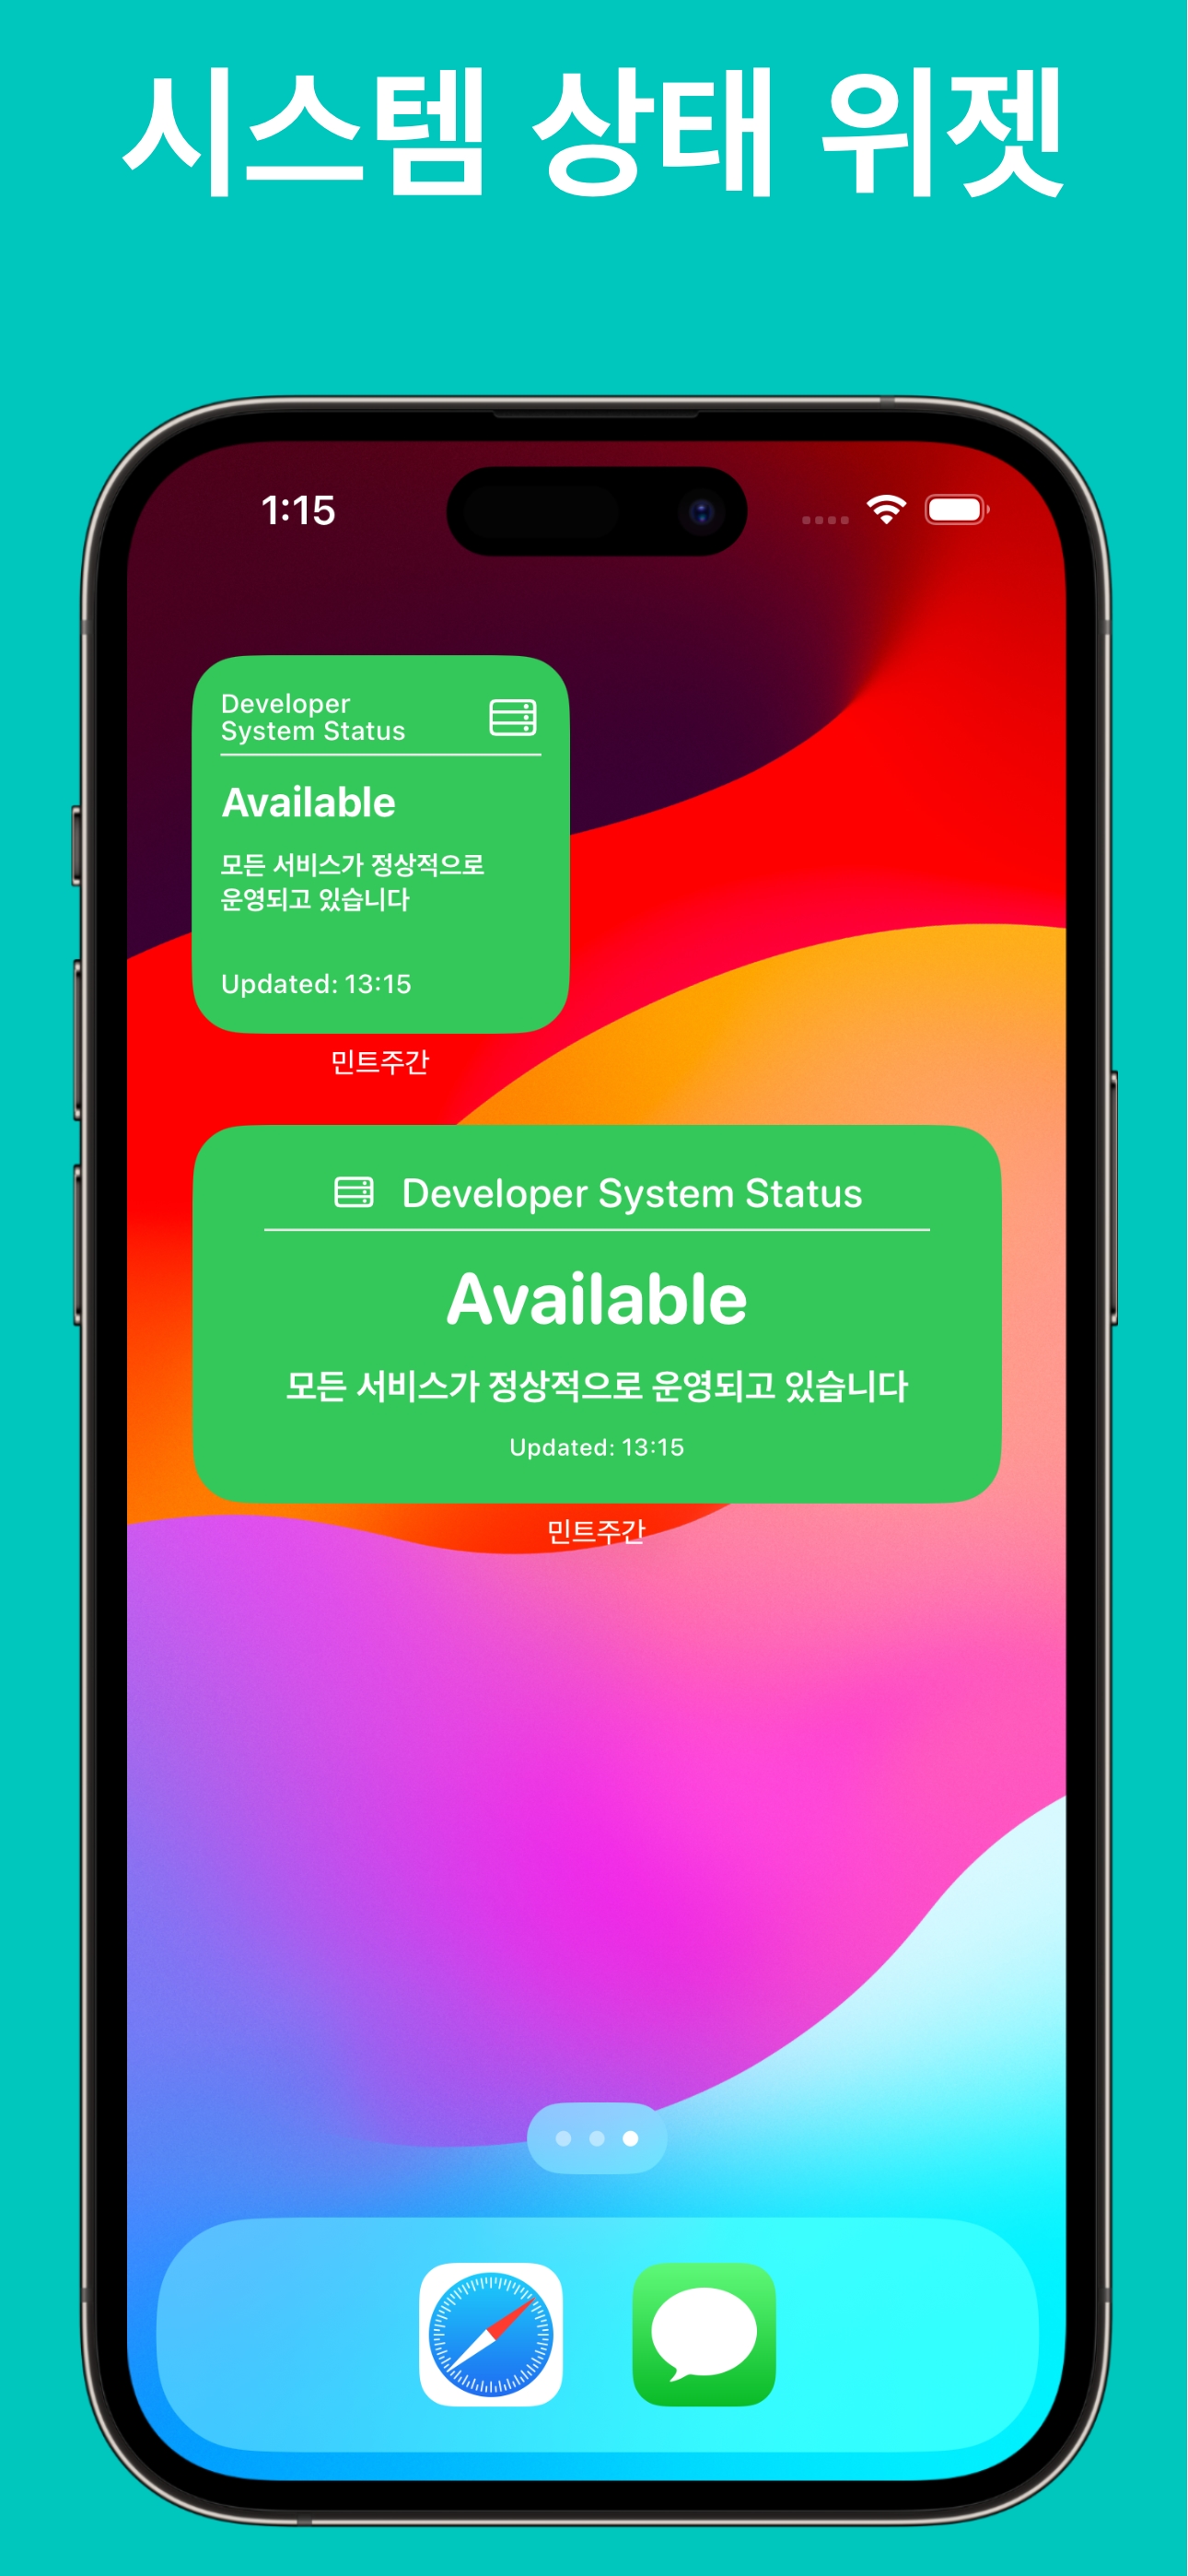 시스템 상태 위젯
1:15
Developer
System Status
Available
모든 서비스가 정상적으로
운영되고 있습니다
Updated: 13:15
민트주간
Developer System Status
Available
모든 서비스가 정상적으로 운영되고 있습니다
Updated: 13:15
민트주간